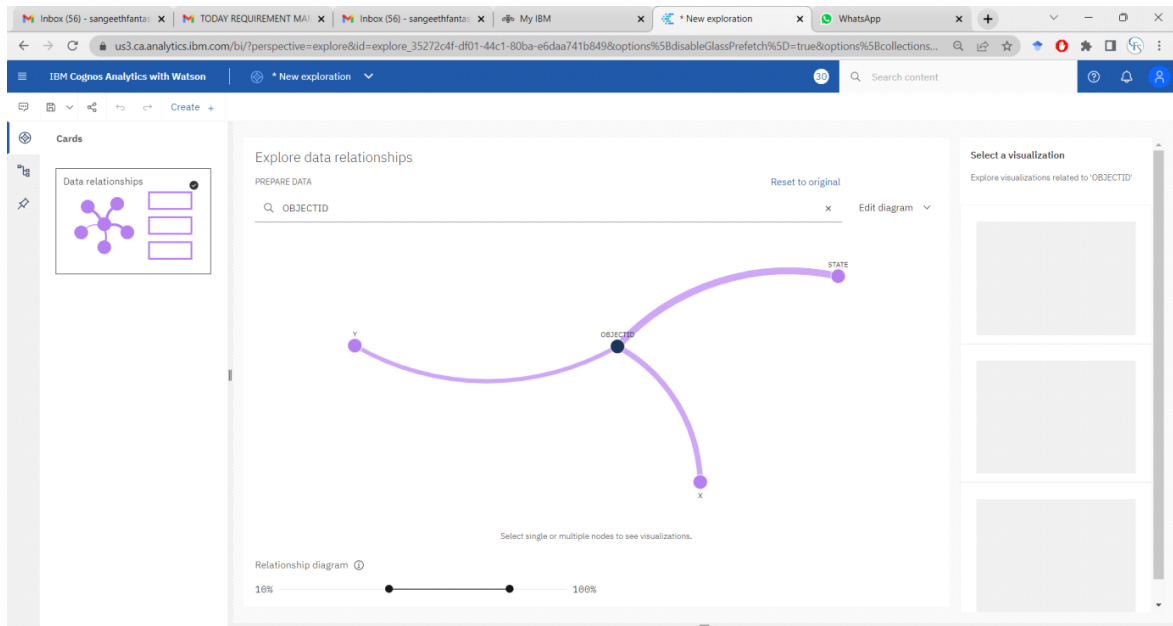 Inbox (56) - sangeethfantas
TODAY REQUIREMENT MAI
Inbox (56) - sangeethfantas
My IBM
* New exploration
WhatsApp
us3.ca.analytics.ibm.com/bi/?perspective=explore&id=explore_35272c4f-df01-44c1-80ba-e6daa741b849&options%5BdisableGlassPrefetch%5D=true&options%5Bcollections...
IBM Cognos Analytics with Watson
* New exploration
30
Search content
Create +
Cards
Data relationships
Explore data relationships
PREPARE DATA
Reset to original
OBJECTID
Edit diagram
STATE
Y
OBJECTID
X
Select single or multiple nodes to see visualizations.
Relationship diagram
10%
100%
Select a visualization
Explore visualizations related to 'OBJECTID'